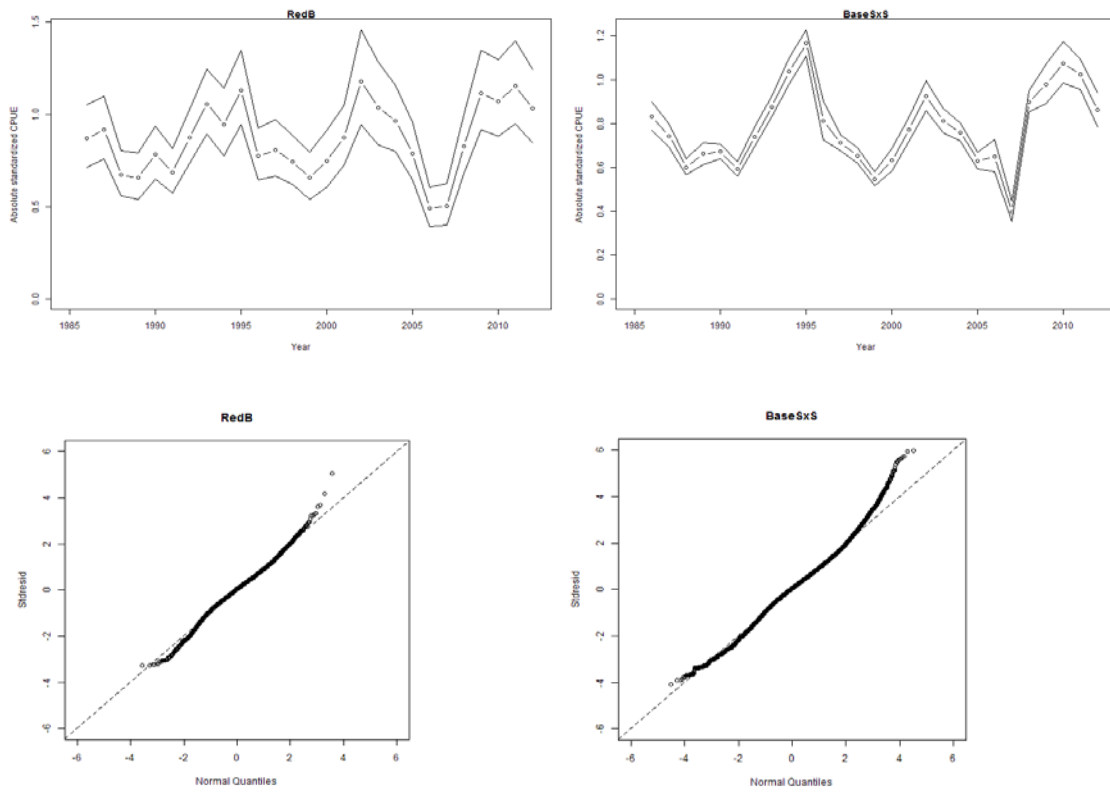 RedB
Absolute standardized CPUE
1.5
1.0
0.5
0.0
1985 1990 1995 2000 2005 2010
Year
BaseSxS
Absolute standardized CPUE
1.2
1.0
0.8
0.6
0.4
0.2
0.0
1985 1990 1995 2000 2005 2010
Year
RedB
Stdresid
6
4
2
0
-2
-4
-6
-6 -4 -2 0 2 4 6
Normal Quantiles
BaseSxS
Stdresid
6
4
2
0
-2
-4
-6
-6 -4 -2 0 2 4 6
Normal Quantiles